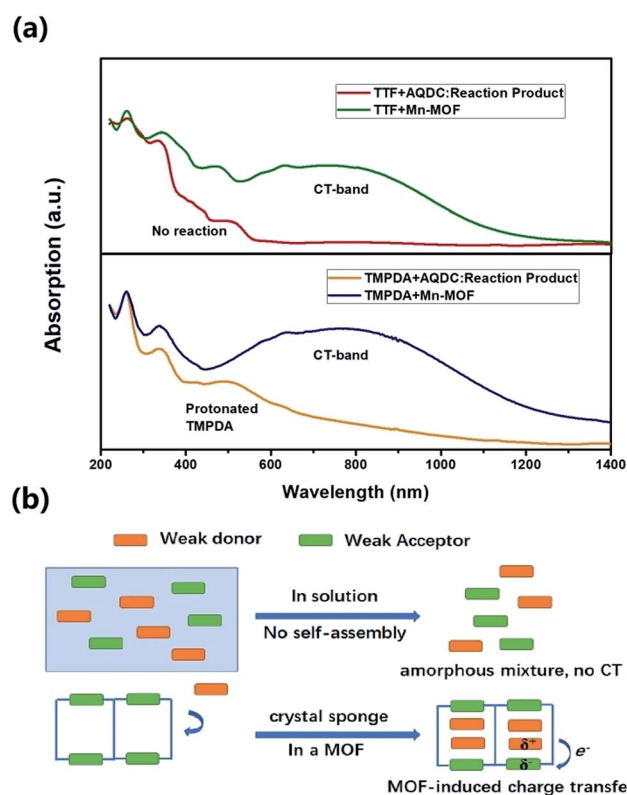 (a)
TTF+AQDC:Reaction Product
TTF+Mn-MOF
CT-band
No reaction
TMPDA+AQDC:Reaction Product
TMPDA+Mn-MOF
CT-band
Protonated
TMPDA
Absorption (a.u.)
200 400 600 800 1000 1200 1400
Wavelength (nm)
(b)
Weak donor Weak Acceptor
In solution
No self-assembly
amorphous mixture, no CT
crystal sponge
In a MOF
δ+
δ-
e-
MOF-induced charge transfe